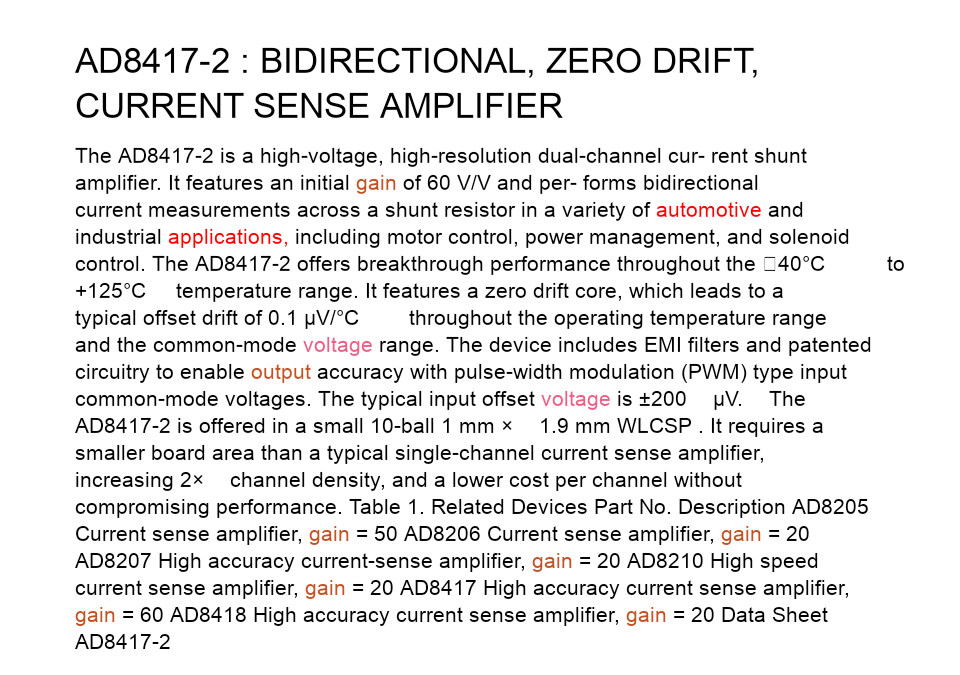 AD8417-2 : BIDIRECTIONAL, ZERO DRIFT,
CURRENT SENSE AMPLIFIER
The AD8417-2 is a high-voltage, high-resolution dual-channel cur- rent shunt
amplifier. It features an initial gain of 60 V/V and per- forms bidirectional
current measurements across a shunt resistor in a variety of automotive and
industrial applications, including motor control, power management, and solenoid
control. The AD8417-2 offers breakthrough performance throughout the □40°C to
+125°C temperature range. It features a zero drift core, which leads to a
typical offset drift of 0.1 μV/°C throughout the operating temperature range
and the common-mode voltage range. The device includes EMI filters and patented
circuitry to enable output accuracy with pulse-width modulation (PWM) type input
common-mode voltages. The typical input offset voltage is ±200 μV. The
AD8417-2 is offered in a small 10-ball 1 mm × 1.9 mm WLCSP . It requires a
smaller board area than a typical single-channel current sense amplifier,
increasing 2× channel density, and a lower cost per channel without
compromising performance. Table 1. Related Devices Part No. Description AD8205
Current sense amplifier, gain = 50 AD8206 Current sense amplifier, gain = 20
AD8207 High accuracy current-sense amplifier, gain = 20 AD8210 High speed
current sense amplifier, gain = 20 AD8417 High accuracy current sense amplifier,
gain = 60 AD8418 High accuracy current sense amplifier, gain = 20 Data Sheet
AD8417-2